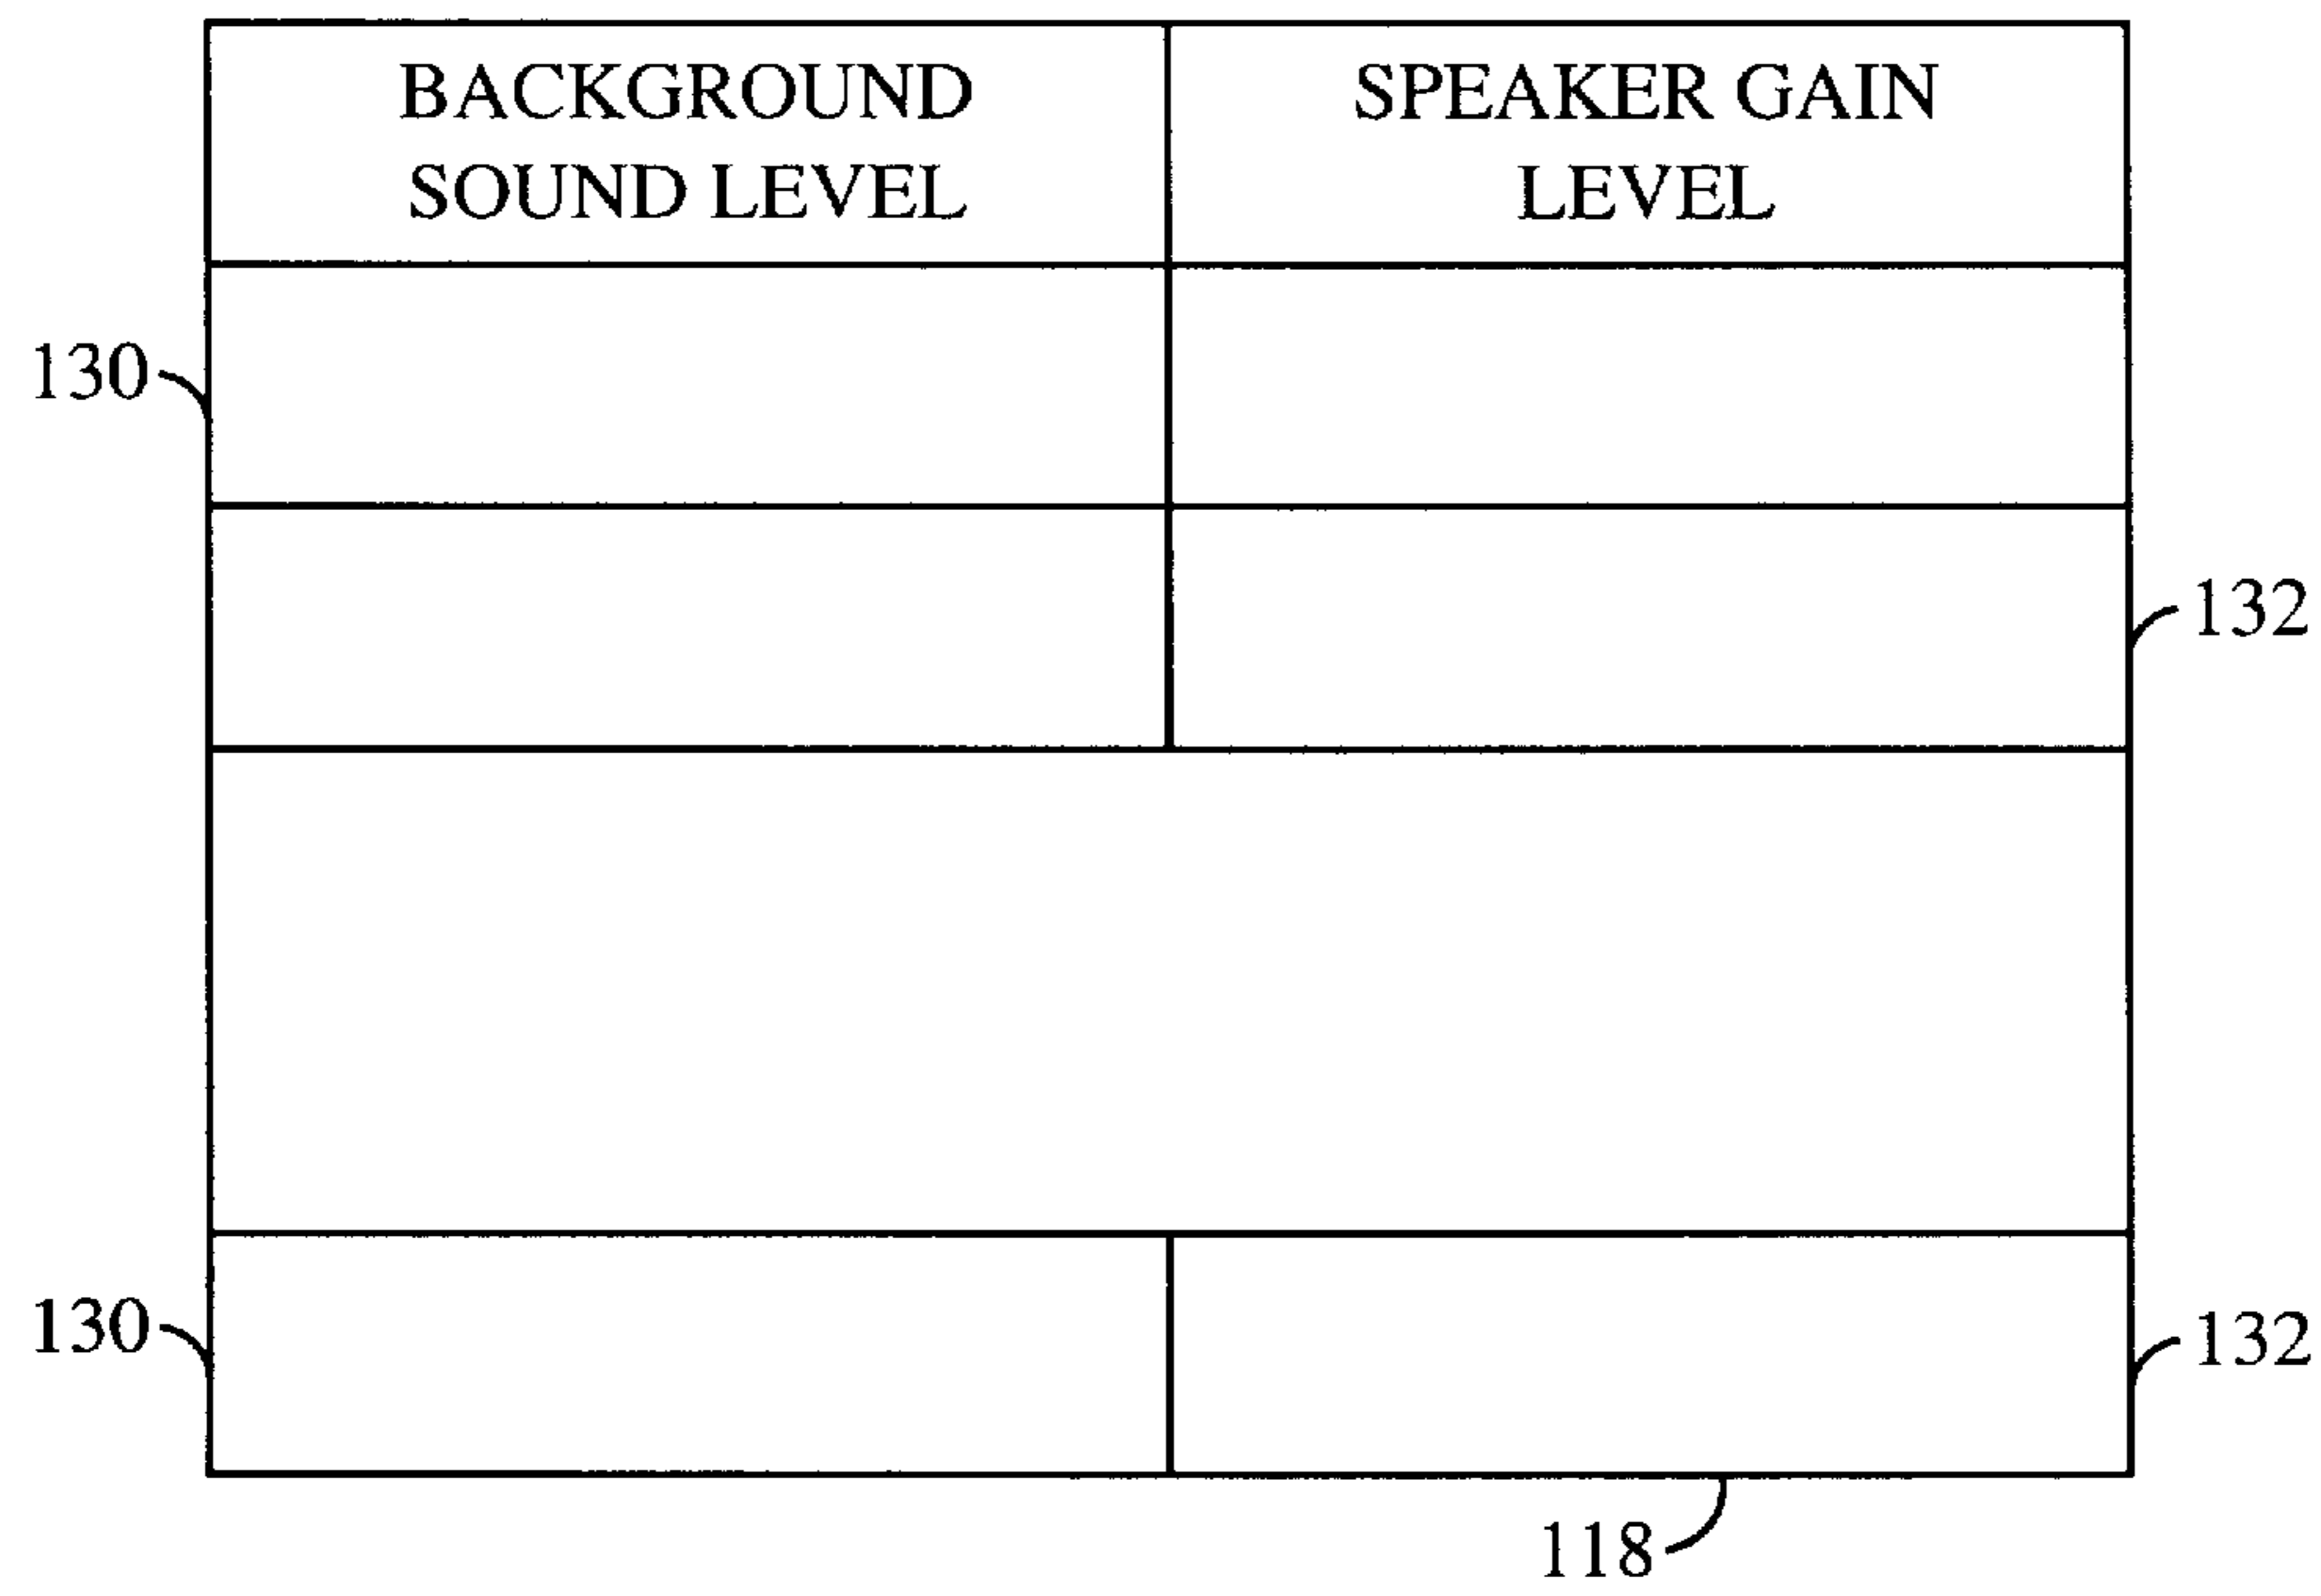 BACKGROUND
SOUND LEVEL
SPEAKER GAIN
LEVEL
130
132
130
132
118